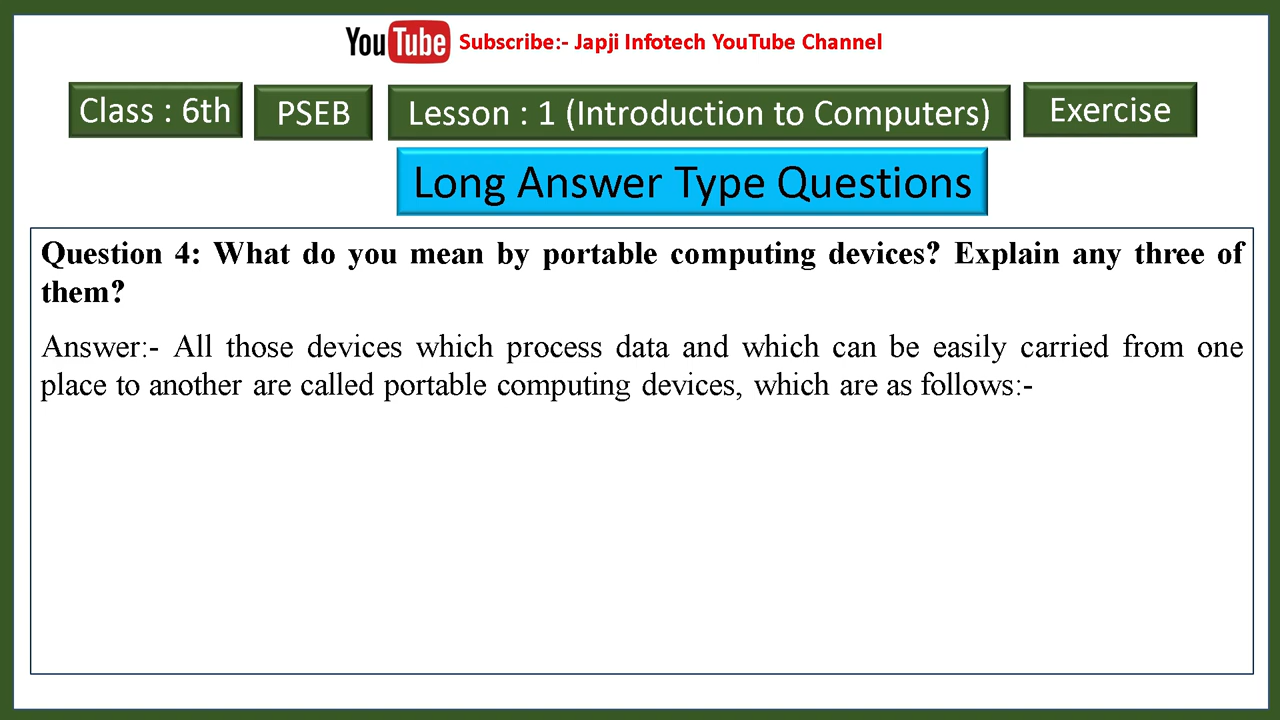 YouTube Subscribe:- Japji Infotech YouTube Channel
Class : 6th PSEB Lesson : 1 (Introduction to Computers) Exercise
Long Answer Type Questions
Question 4: What do you mean by portable computing devices? Explain any three of
them?
Answer:- All those devices which process data and which can be easily carried from one
place to another are called portable computing devices, which are as follows:-